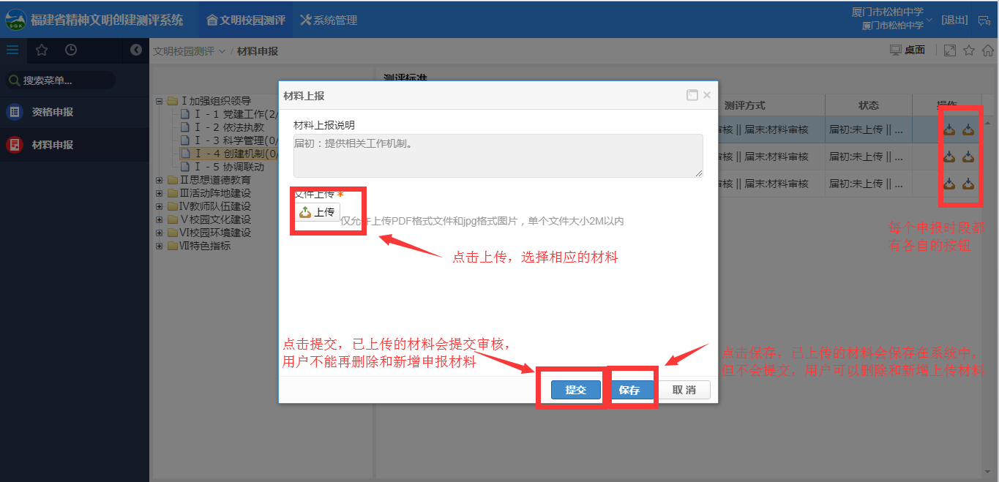 福建省精神文明创建测评系统
文明校园测评
系统管理
厦门市松柏中学
厦门市松柏中学
[退出]
文明校园测评 / 材料申报
桌面
搜索菜单...
资格申报
材料申报
Ⅰ加强组织领导
Ⅰ - 1 党建工作(2/
Ⅰ - 2 依法执教
Ⅰ - 3 科学管理(0/
Ⅰ - 4 创建机制(0/
Ⅰ - 5 协调联动
Ⅱ思想道德教育
Ⅲ活动阵地建设
Ⅳ教师队伍建设
Ⅴ校园文化建设
Ⅵ校园环境建设
Ⅶ特色指标
测评标准
测评方式 状态 操作
审核 || 届末:材料审核 届初:未上传 || ...
审核 || 届末:材料审核 届初:未上传 || ...
审核 || 届末:材料审核 届初:未上传 || ...
材料上报
材料上报说明
届初：提供相关工作机制。
文件上传 *
上传
仅允许上传PDF格式文件和jpg格式图片，单个文件大小2M以内
点击上传，选择相应的材料
每个申报时段都
有各自的按钮
点击提交，已上传的材料会提交审核，
用户不能再删除和新增申报材料
点击保存，已上传的材料会保存在系统中，
但不会提交，用户可以删除和新增上传材料
提交
保存
取 消